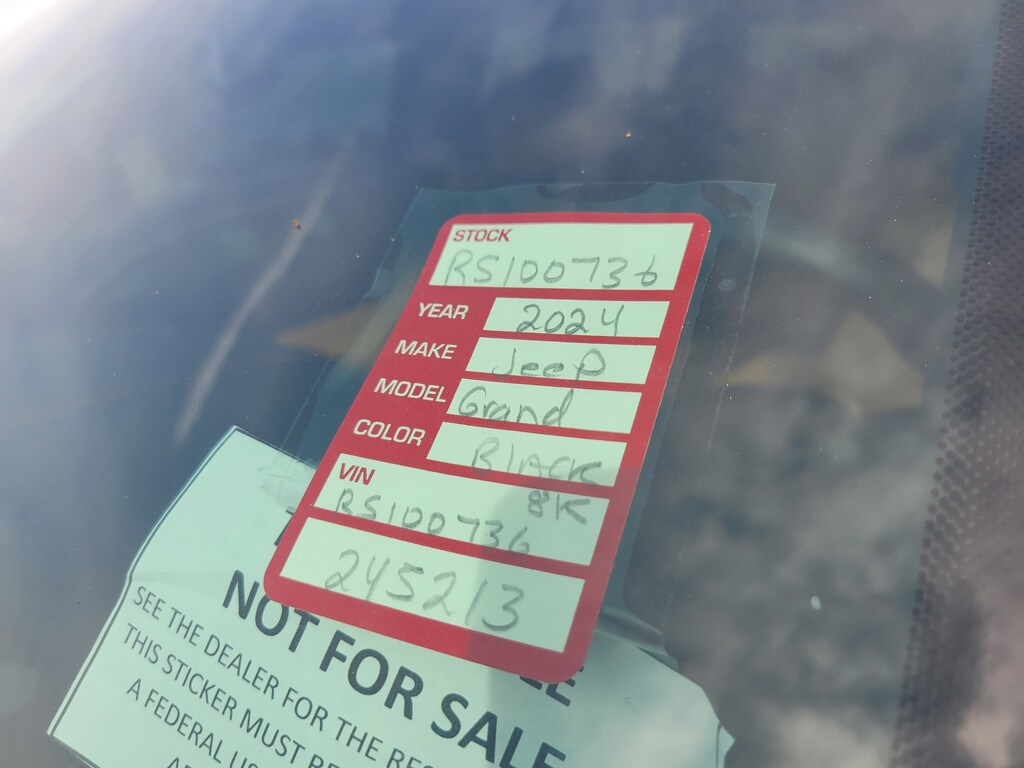 STOCK
RS100736
YEAR 2024
MAKE Jeep
MODEL Grand
COLOR BLACK
VIN 8K
RS100736
245213
NOT FOR SALE
SEE THE DEALER FOR THE
THIS STICKER MUST
A FEDERAL